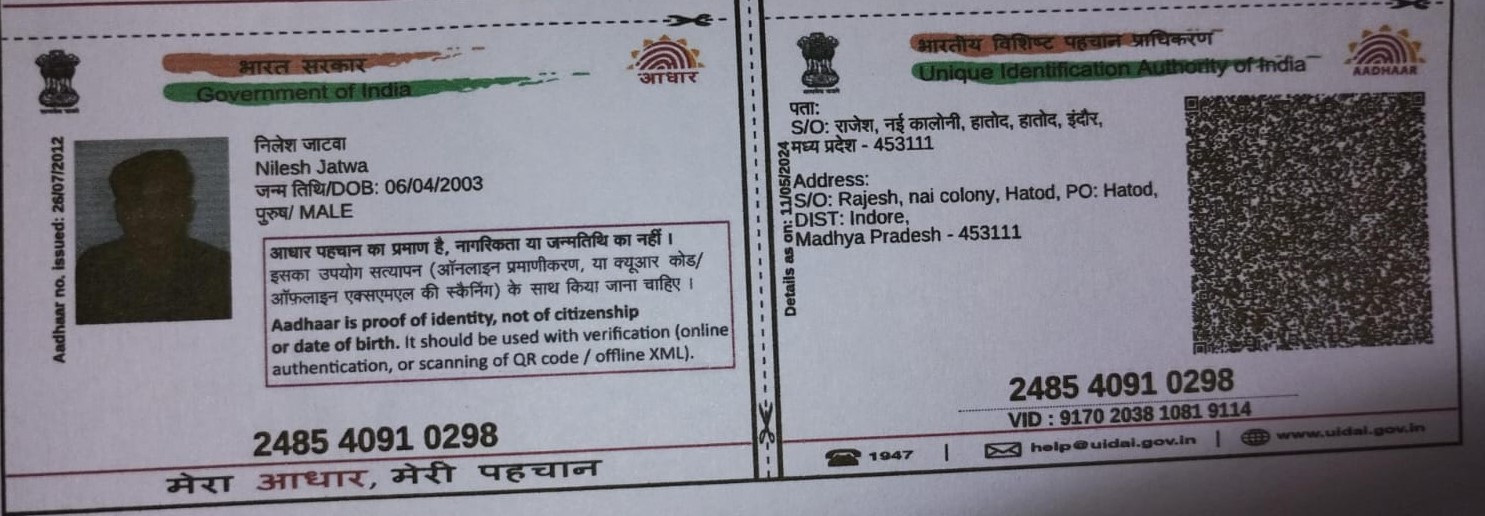 भारत सरकार
Government of India
आधार
Aadhaar no. issued: 26/07/2012
निलेश जाटवा
Nilesh Jatwa
जन्म तिथि/DOB: 06/04/2003
पुरुष/ MALE
आधार पहचान का प्रमाण है, नागरिकता या जन्मतिथि का नहीं ।
इसका उपयोग सत्यापन (ऑनलाइन प्रमाणीकरण, या क्यूआर कोड/
ऑफ़लाइन एक्सएमएल की स्कैनिंग) के साथ किया जाना चाहिए ।
Aadhaar is proof of identity, not of citizenship
or date of birth. It should be used with verification (online
authentication, or scanning of QR code / offline XML).
2485 4091 0298
मेरा आधार, मेरी पहचान
भारतीय विशिष्ट पहचान प्राधिकरण
Unique Identification Authority of India
AADHAAR
Details as on: 11/05/2024
पता:
S/O: राजेश, नई कालोनी, हातोद, हातोद, इंदौर,
मध्य प्रदेश - 453111
Address:
S/O: Rajesh, nai colony, Hatod, PO: Hatod,
DIST: Indore,
Madhya Pradesh - 453111
2485 4091 0298
VID : 9170 2038 1081 9114
1947 | help@uidai.gov.in | www.uidai.gov.in